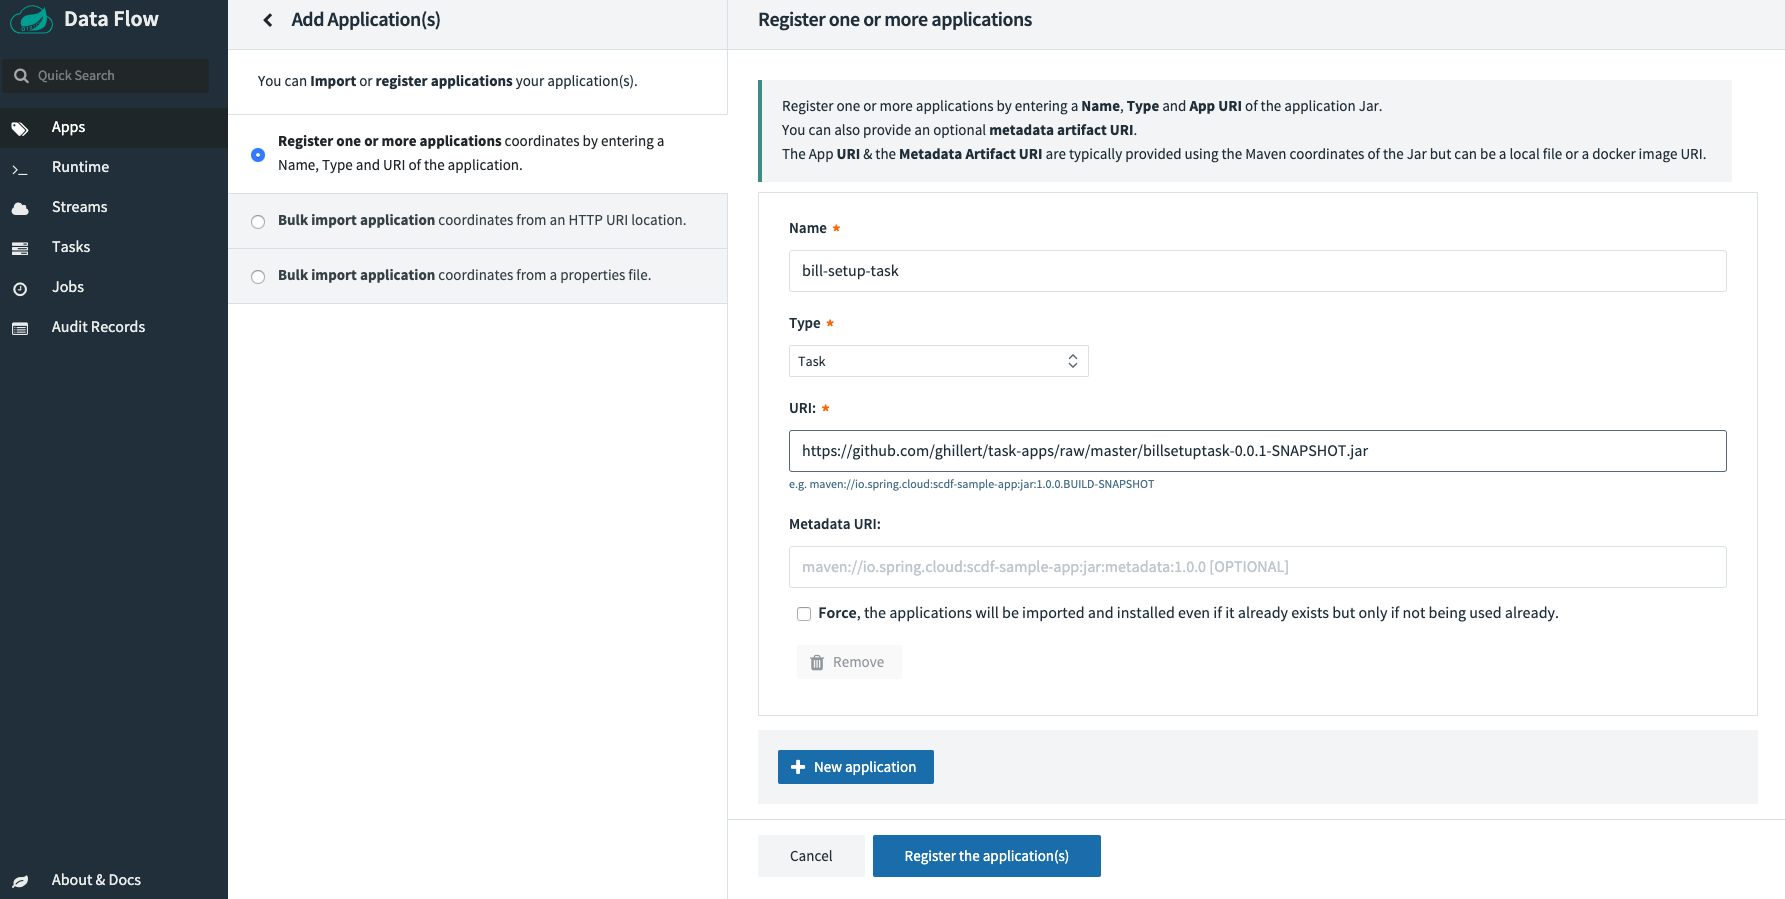 Data Flow
Quick Search
Apps
Runtime
Streams
Tasks
Jobs
Audit Records
About & Docs
Add Application(s)
You can Import or register applications your application(s).
Register one or more applications coordinates by entering a
Name, Type and URI of the application.
Bulk import application coordinates from an HTTP URI location.
Bulk import application coordinates from a properties file.
Register one or more applications
Register one or more applications by entering a Name, Type and App URI of the application Jar.
You can also provide an optional metadata artifact URI.
The App URI & the Metadata Artifact URI are typically provided using the Maven coordinates of the Jar but can be a local file or a docker image URI.
Name *
bill-setup-task
Type *
Task
URI: *
https://github.com/ghillert/task-apps/raw/master/billsetuptask-0.0.1-SNAPSHOT.jar
e.g. maven://io.spring.cloud:scdf-sample-app:jar:1.0.0.BUILD-SNAPSHOT
Metadata URI:
maven://io.spring.cloud:scdf-sample-app:jar:metadata:1.0.0 [OPTIONAL]
Force, the applications will be imported and installed even if it already exists but only if not being used already.
Remove
New application
Cancel
Register the application(s)